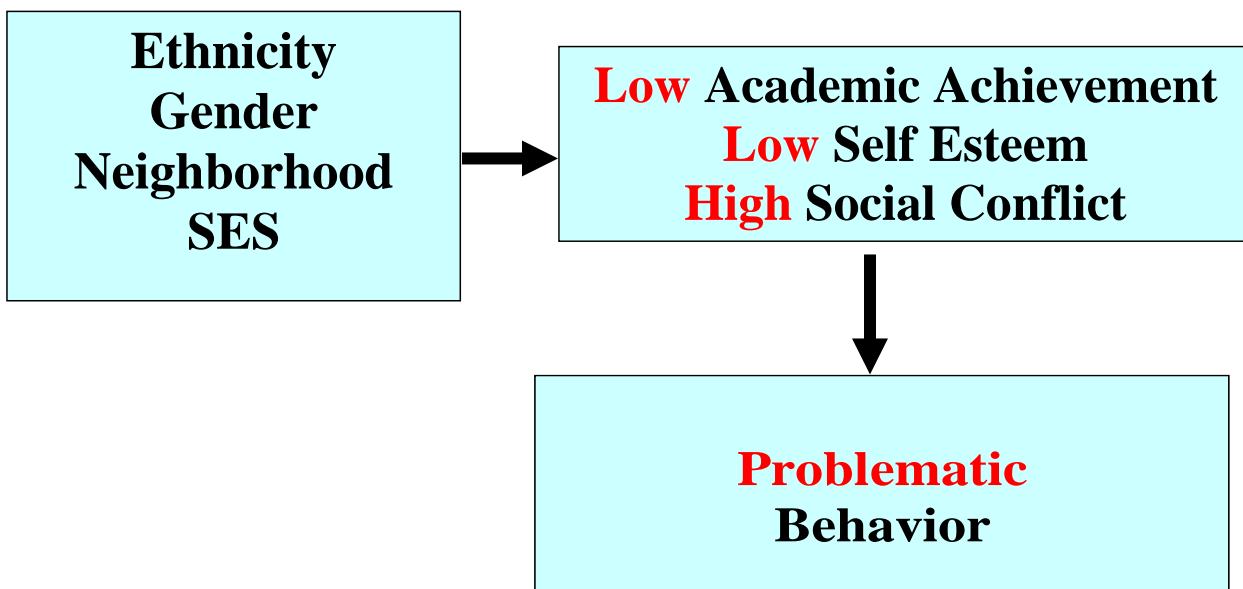 Ethnicity
Gender
Neighborhood
SES
Low Academic Achievement
Low Self Esteem
High Social Conflict
Problematic
Behavior